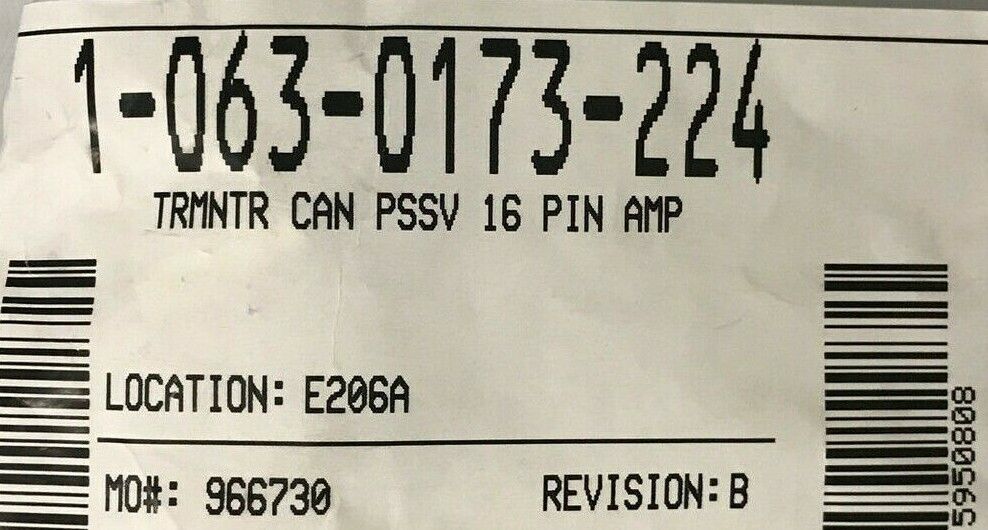 1-063-0173-224
TRMNTR CAN PSSV 16 PIN AMP
LOCATION: E206A
MO#: 966730
REVISION: B
5950808